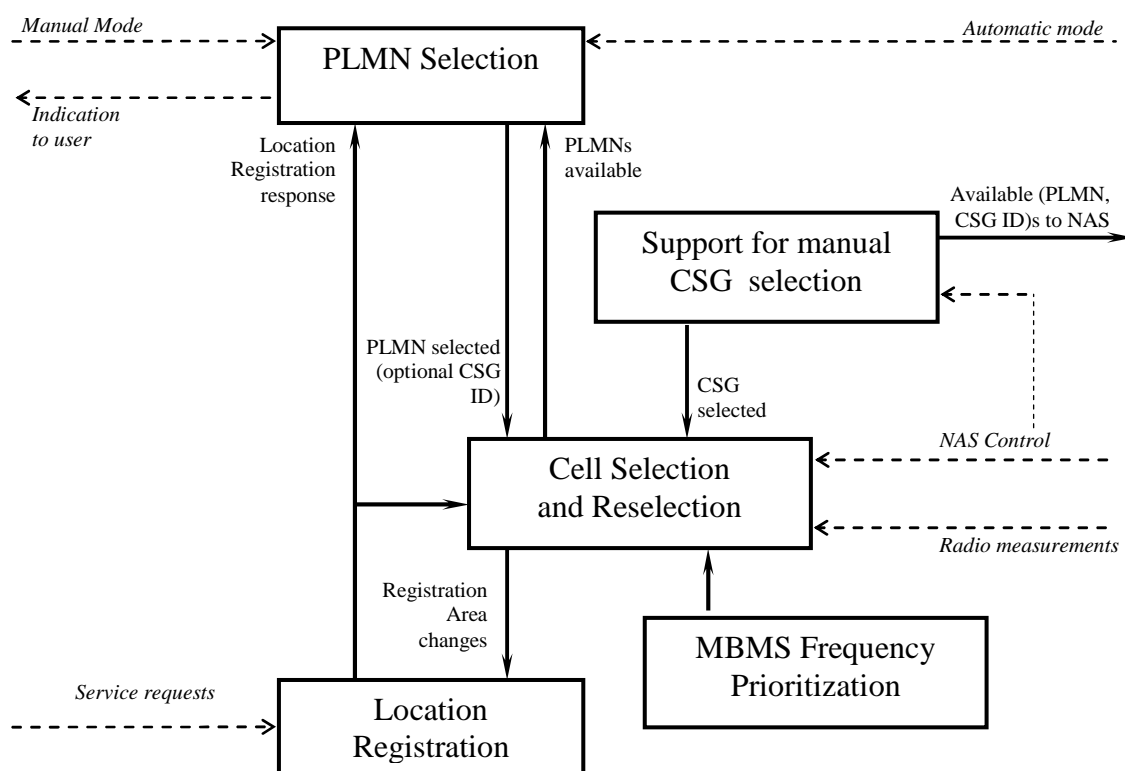 Manual Mode
Automatic mode
PLMN Selection
Indication
to user
Location
Registration
response
PLMNs
available
Available (PLMN,
CSG ID)s to NAS
Support for manual
CSG selection
PLMN selected
(optional CSG
ID)
CSG
selected
NAS Control
Cell Selection
and Reselection
Radio measurements
Registration
Area
changes
MBMS Frequency
Prioritization
Service requests
Location
Registration